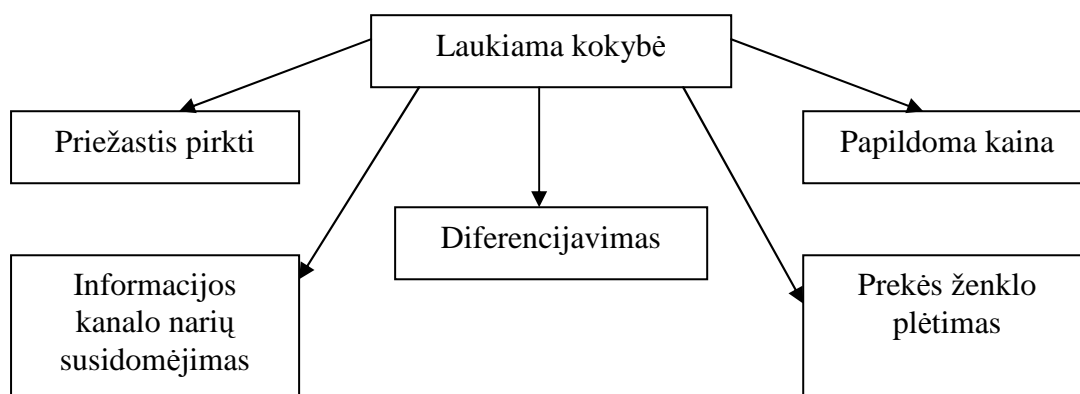 Laukiama kokybė
Priežastis pirkti
Papildoma kaina
Diferencijavimas
Informacijos
kanalo narių
susidomėjimas
Prekės ženklo
plėtimas